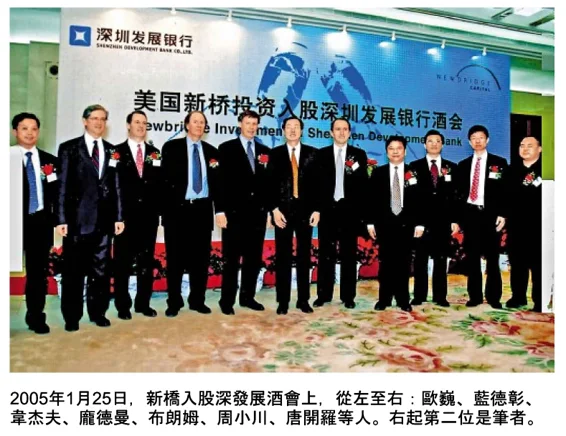 深圳发展银行
SHENZHEN DEVELOPMENT BANK CO., LTD.
NEWBRIDGE
CAPITAL
美国新桥投资入股深圳发展银行酒会
Newbridge Investment Shenzhen Development Bank
2005年1月25日，新橋入股深發展酒會上，從左至右：歐巍、藍德彰、
韋杰夫、龐德曼、布朗姆、周小川、唐開羅等人。右起第二位是筆者。